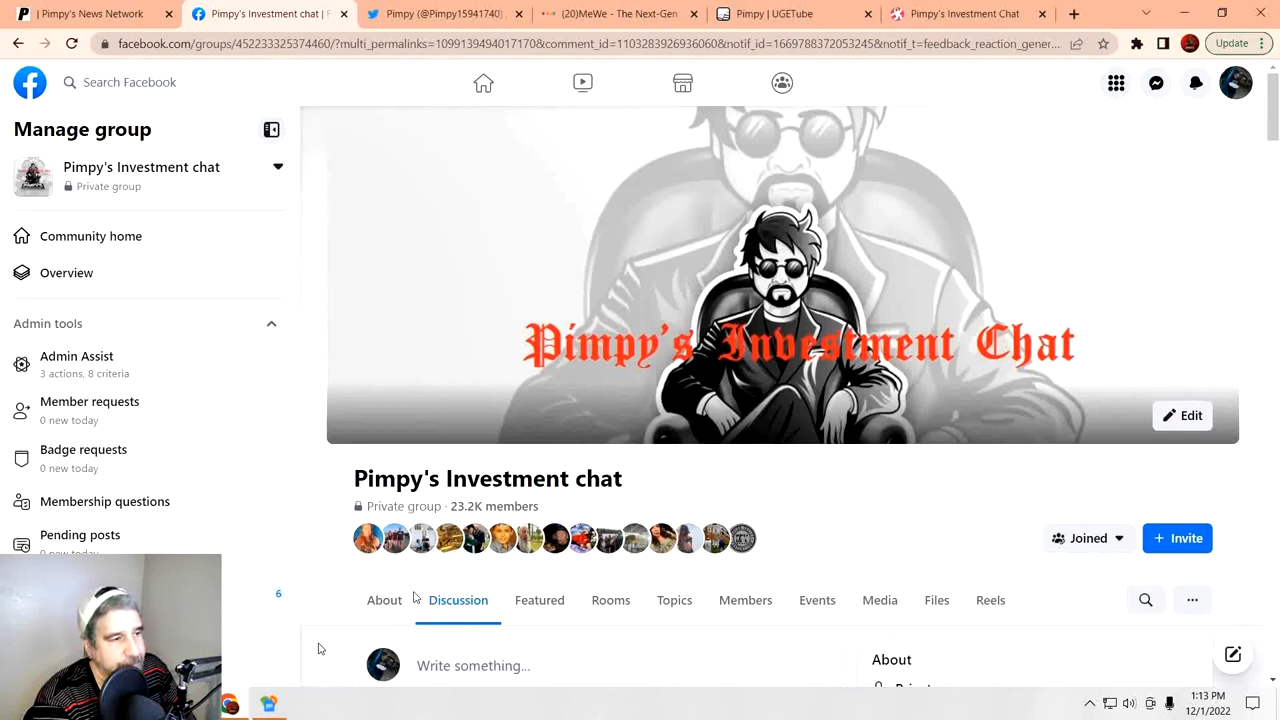 Pimpy's News Network
Pimpy's Investment chat | F
Pimpy (@Pimpy15941740)
(20)MeWe - The Next-Gen
Pimpy | UGETube
Pimpy's Investment Chat
facebook.com/groups/452233325374460/?multi_permalinks=1099139934017170&comment_id=1103283926936060&notif_id=1669788372053245&notif_t=feedback_reaction_gener...
Update
Search Facebook
Manage group
Pimpy's Investment chat
Private group
Community home
Overview
Admin tools
Admin Assist
3 actions, 8 criteria
Member requests
0 new today
Badge requests
0 new today
Membership questions
Pending posts
0 new today
6
Pimpy's Investment Chat
Edit
Pimpy's Investment chat
Private group · 23.2K members
Joined
+ Invite
About
Discussion
Featured
Rooms
Topics
Members
Events
Media
Files
Reels
Write something...
About
Private
1:13 PM
12/1/2022